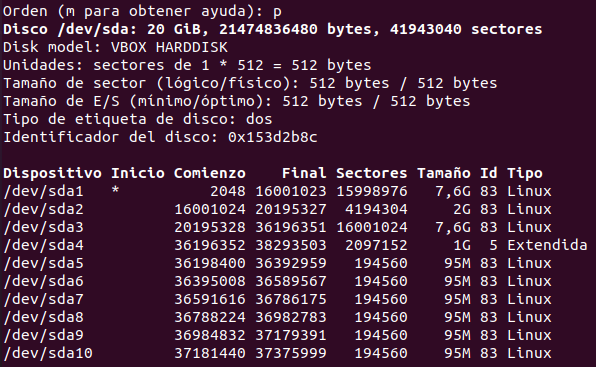 Orden (m para obtener ayuda): p
Disco /dev/sda: 20 GiB, 21474836480 bytes, 41943040 sectores
Disk model: VBOX HARDDISK
Unidades: sectores de 1 * 512 = 512 bytes
Tamaño de sector (lógico/físico): 512 bytes / 512 bytes
Tamaño de E/S (mínimo/óptimo): 512 bytes / 512 bytes
Tipo de etiqueta de disco: dos
Identificador del disco: 0x153d2b8c

Dispositivo Inicio Comienzo    Final Sectores Tamaño Id Tipo
/dev/sda1   *          2048 16001023 15998976   7,6G 83 Linux
/dev/sda2          16001024 20195327  4194304     2G 83 Linux
/dev/sda3          20195328 36196351 16001024   7,6G 83 Linux
/dev/sda4          36196352 38293503  2097152     1G  5 Extendida
/dev/sda5          36198400 36392959   194560    95M 83 Linux
/dev/sda6          36395008 36589567   194560    95M 83 Linux
/dev/sda7          36591616 36786175   194560    95M 83 Linux
/dev/sda8          36788224 36982783   194560    95M 83 Linux
/dev/sda9          36984832 37179391   194560    95M 83 Linux
/dev/sda10         37181440 37375999   194560    95M 83 Linux